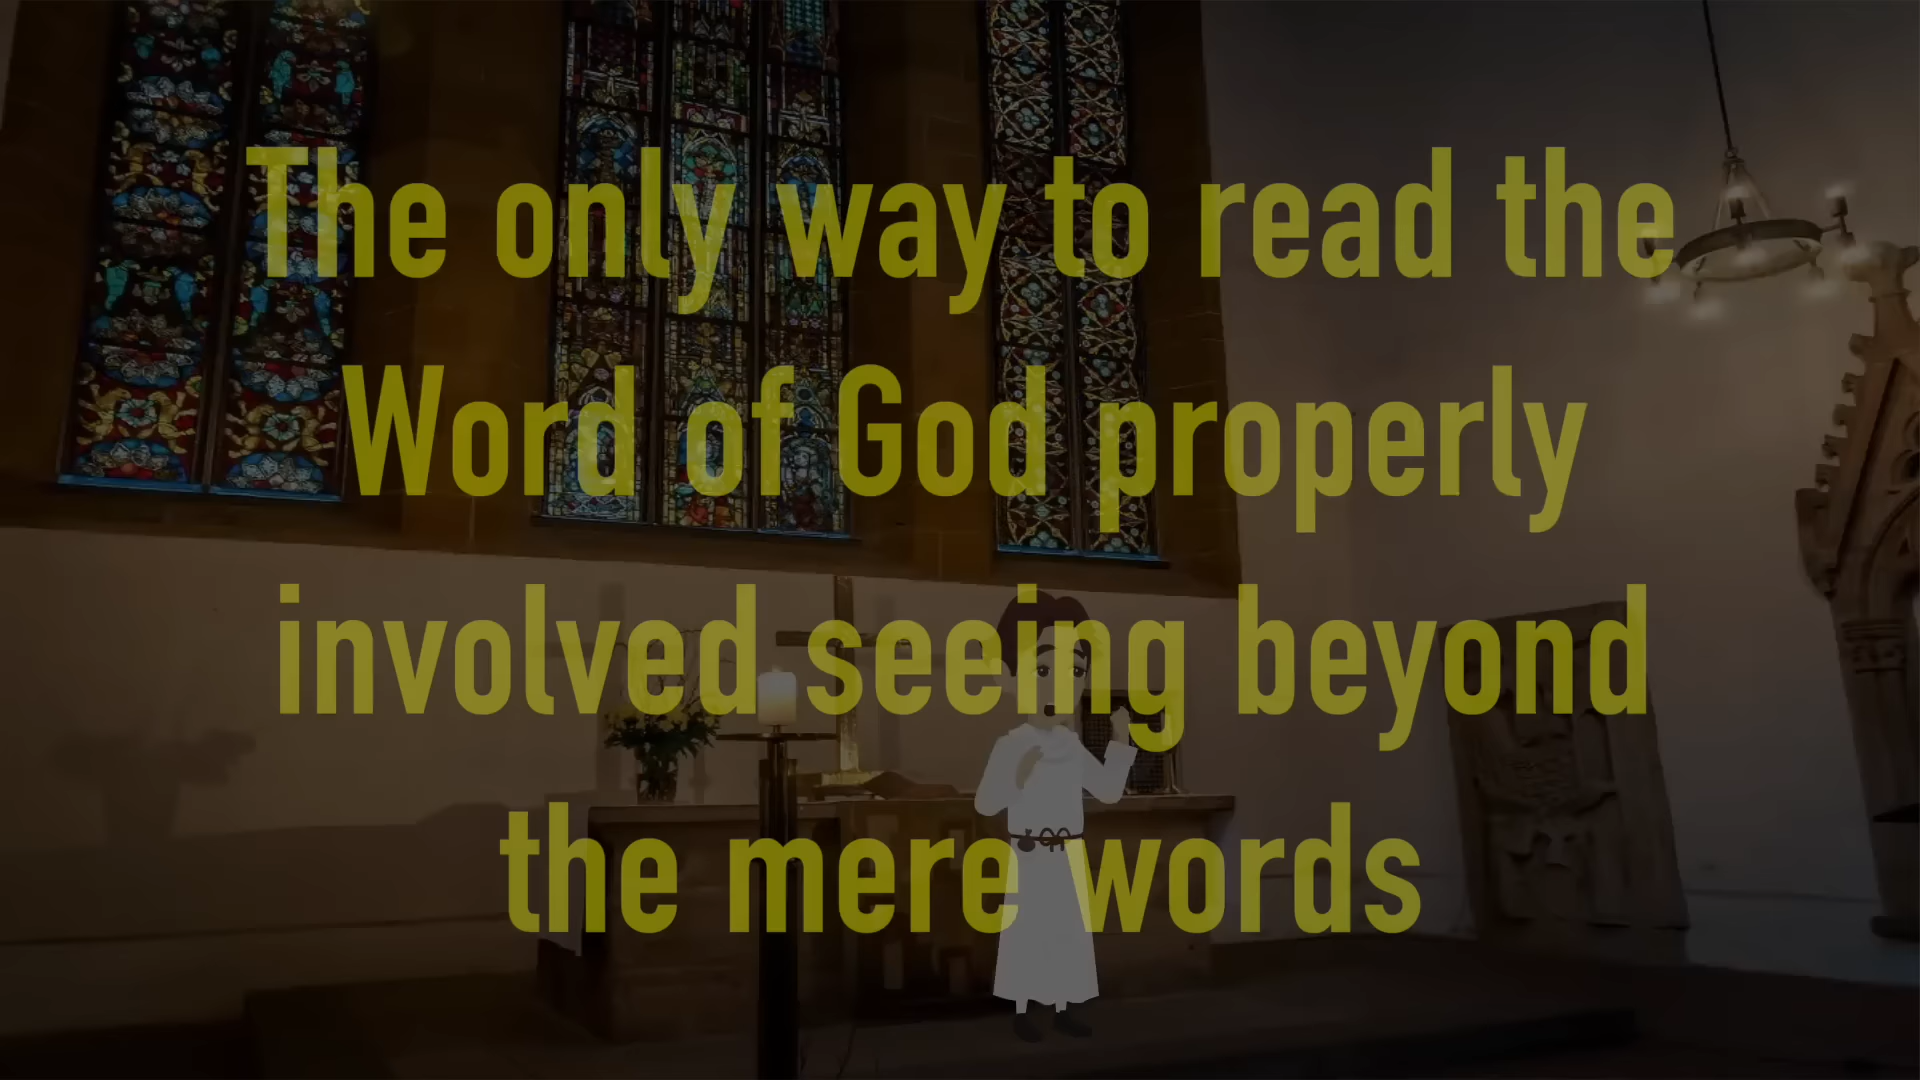 The only way to read the
Word of God properly
involved seeing beyond
the mere words